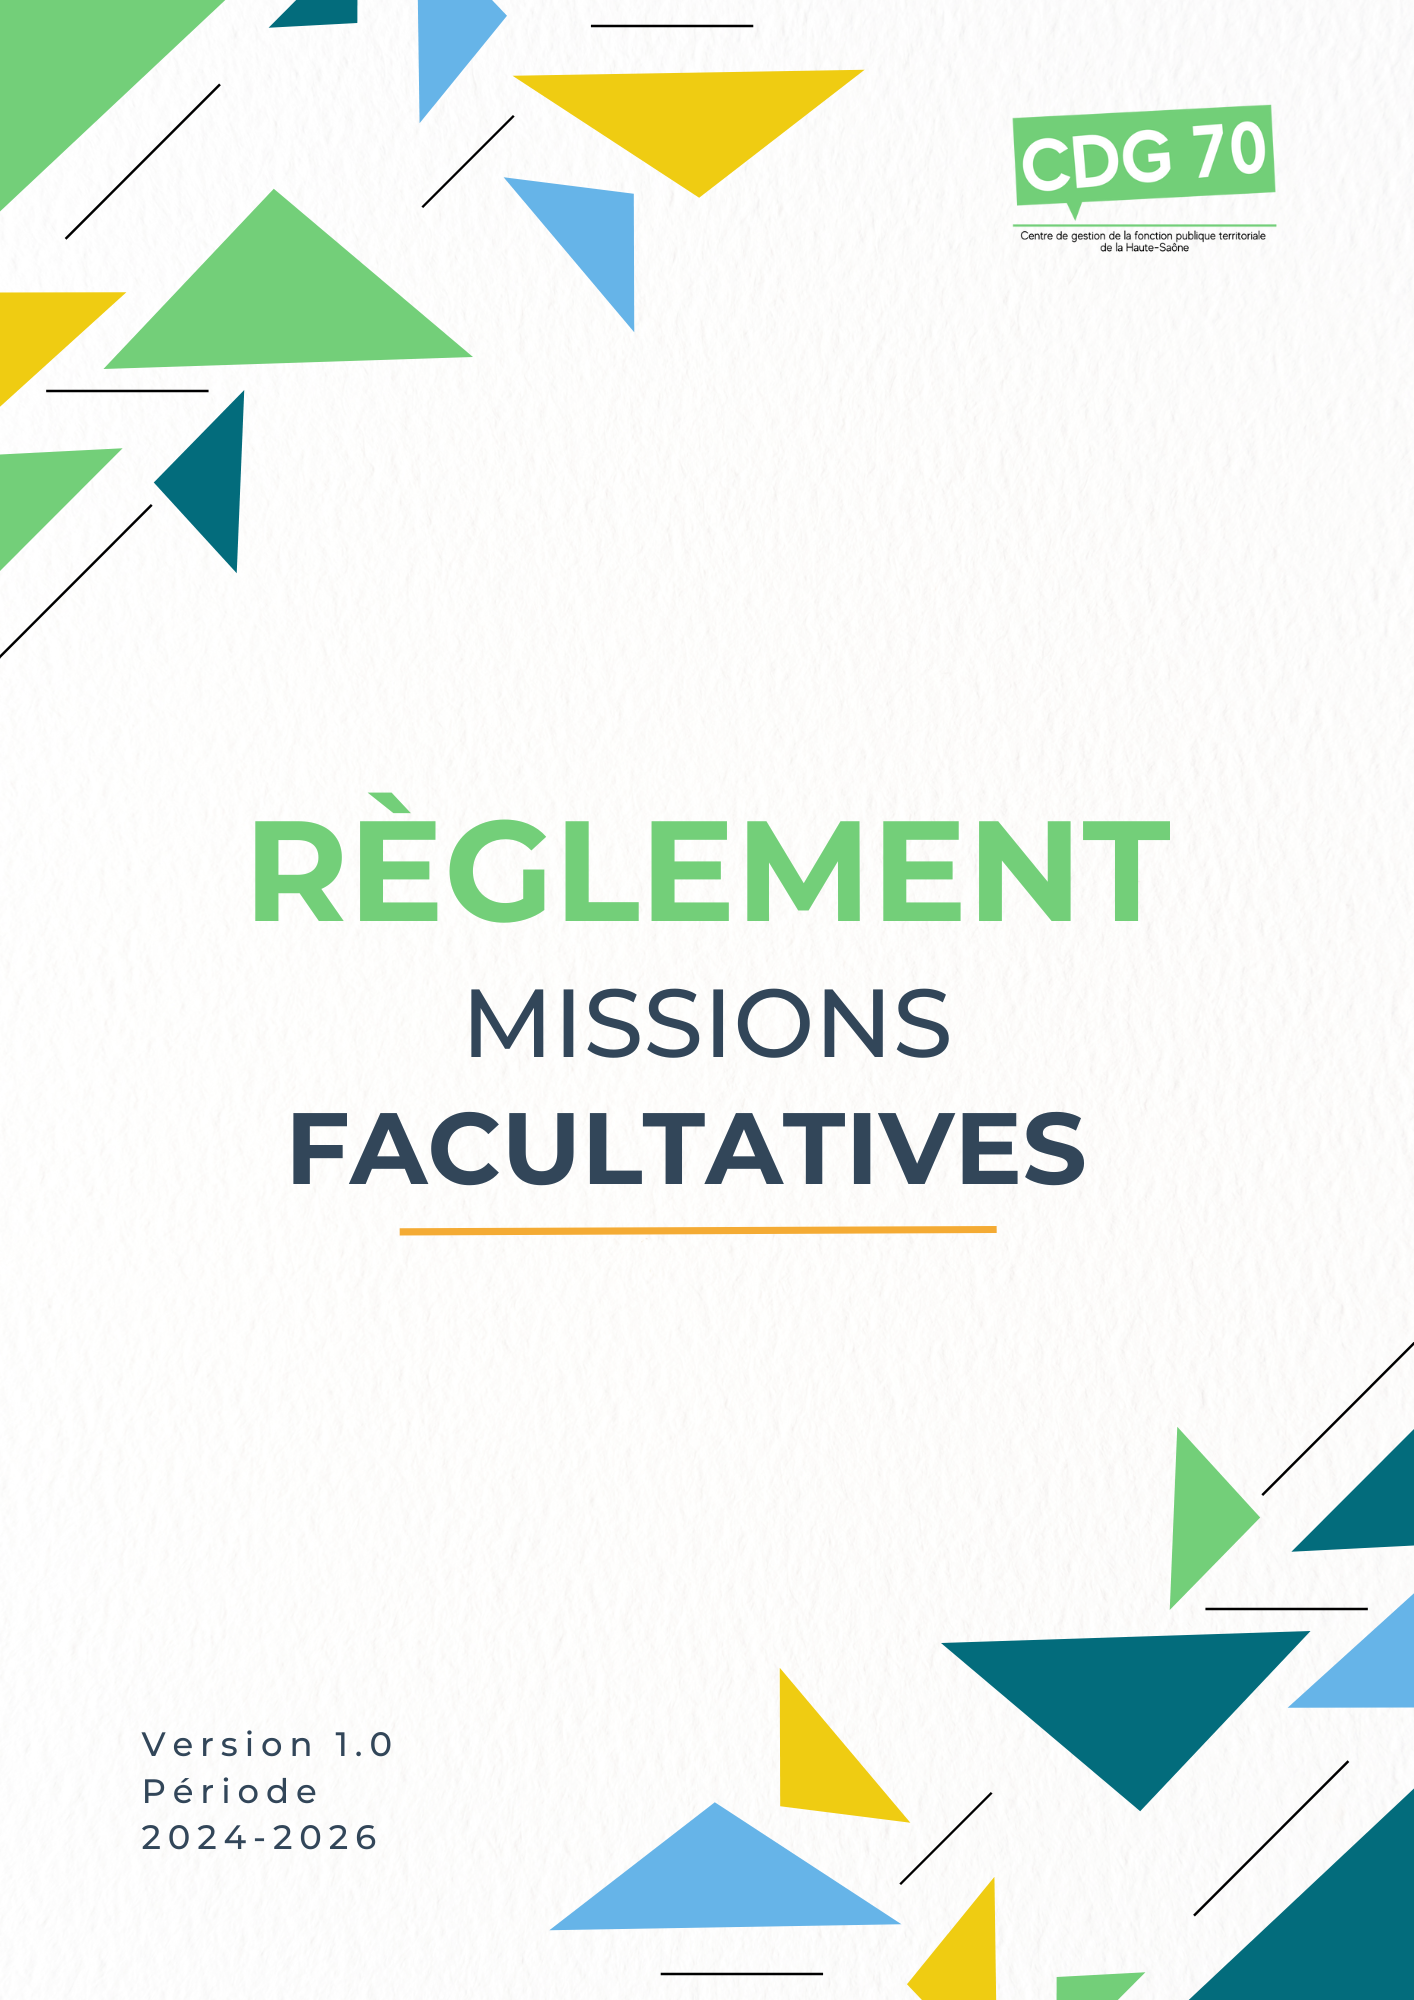 CDG 70
Centre de gestion de la fonction publique territoriale
de la Haute-Saône
RÈGLEMENT
MISSIONS
FACULTATIVES
Version 1.0
Période
2024-2026